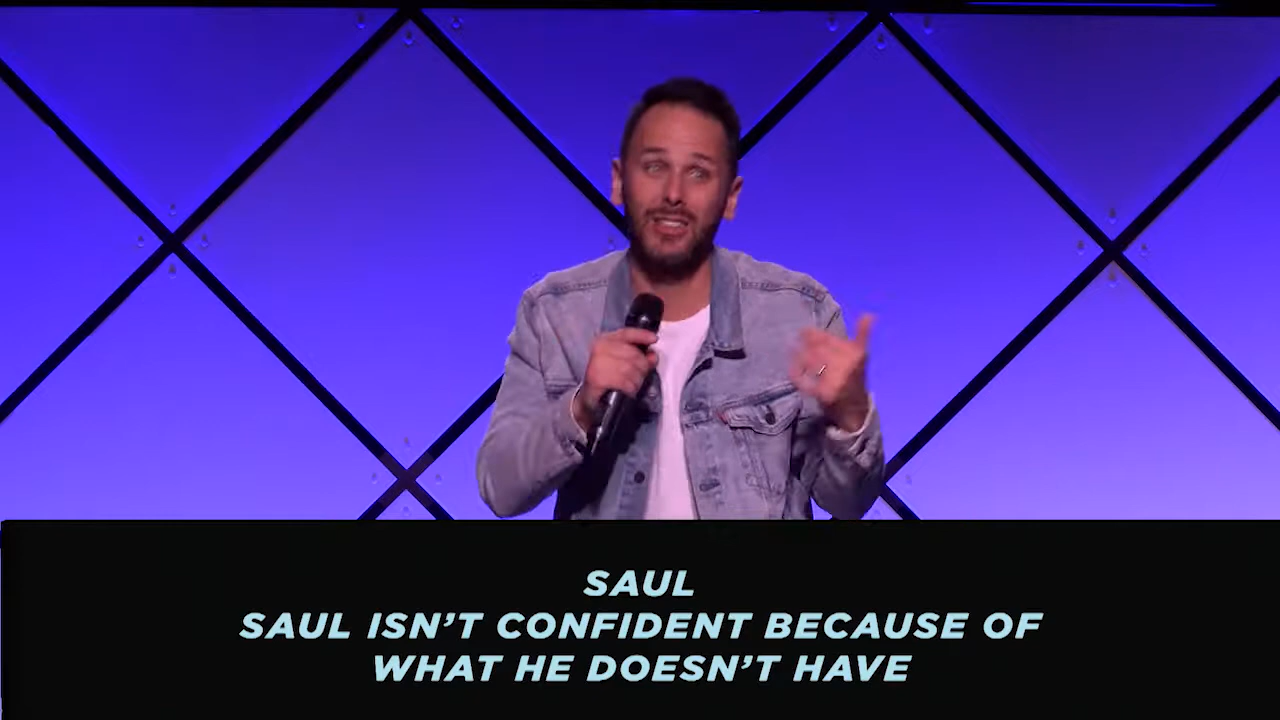 SAUL
SAUL ISN'T CONFIDENT BECAUSE OF
WHAT HE DOESN'T HAVE